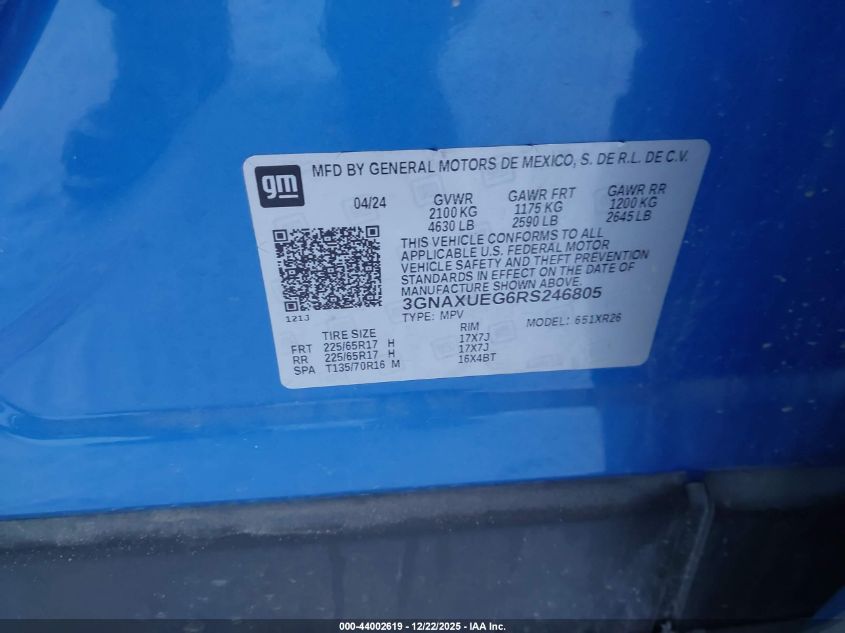 gm
MFD BY GENERAL MOTORS DE MEXICO, S. DE R.L. DE C.V.
04/24 GVWR GAWR FRT GAWR RR
2100 KG 1175 KG 1200 KG
4630 LB 2590 LB 2645 LB
THIS VEHICLE CONFORMS TO ALL
APPLICABLE U.S. FEDERAL MOTOR
VEHICLE SAFETY AND THEFT PREVENTION
STANDARDS IN EFFECT ON THE DATE OF
MANUFACTURE SHOWN ABOVE.
3GNAXUEG6RS246805
121J
TYPE: MPV MODEL: 651XR26
TIRE SIZE RIM
FRT 225/65R17 H 17X7J
RR 225/65R17 H 17X7J
SPA T135/70R16 M 16X4BT
000-44002619 - 12/22/2025 - IAA Inc.